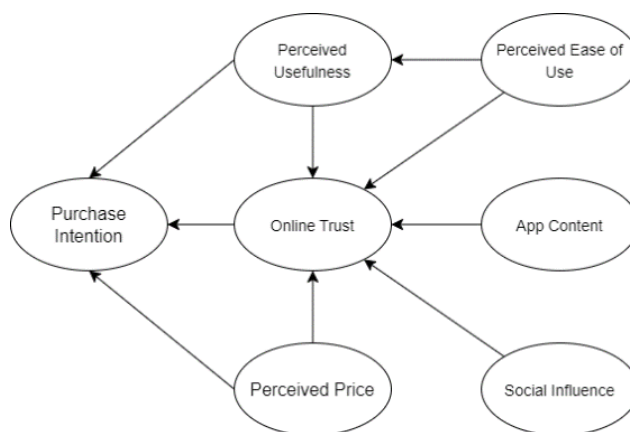 Perceived
Usefulness
Perceived Ease of
Use
Purchase
Intention
Online Trust
App Content
Perceived Price
Social Influence